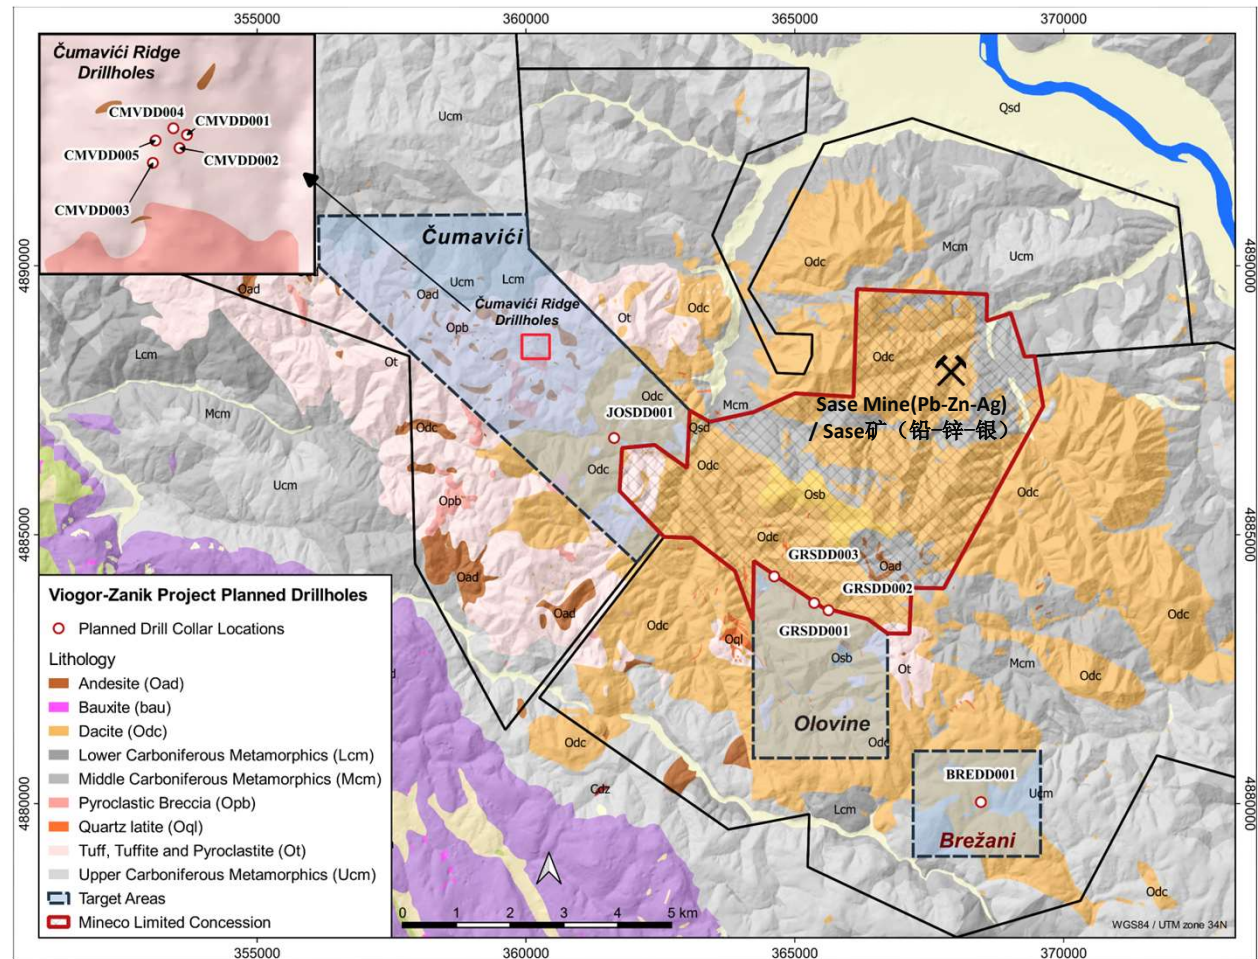 355000
360000
365000
370000
Čumavići Ridge
Drillholes
CMVDD004
CMVDD001
CMVDD005
CMVDD002
CMVDD003
Ucm
Qsd
4890000
4890000
Čumavići
Ucm
Lcm
Oad
Oad
Opb
Čumavići Ridge
Drillholes
Ot
Odc
Odc
Mcm
Ucm
Lcm
Ot
Odc
Odc
JOSDD001
Mcm
Sase Mine(Pb-Zn-Ag)
/ Sase矿（铅-锌-银）
Mcm
Odc
Qsd
Odc
Odc
Ucm
Opb
Osb
Odc
4885000
4885000
Odc
GRSDD003
Oad
Oad
GRSDD002
Oad
Odc
GRSDD001
Oql
Osb
Ot
Mcm
Odc
Odc
Olovine
Odc
Odc
BREDD001
Ucm
Cdz
Lcm
4880000
4880000
Brežani
Odc
Viogor-Zanik Project Planned Drillholes
Planned Drill Collar Locations
Lithology
Andesite (Oad)
Bauxite (bau)
Dacite (Odc)
Lower Carboniferous Metamorphics (Lcm)
Middle Carboniferous Metamorphics (Mcm)
Pyroclastic Breccia (Opb)
Quartz latite (Oql)
Tuff, Tuffite and Pyroclastite (Ot)
Upper Carboniferous Metamorphics (Ucm)
Target Areas
Mineco Limited Concession
0 1 2 3 4 5 km
WGS84 / UTM zone 34N
355000
360000
365000
370000